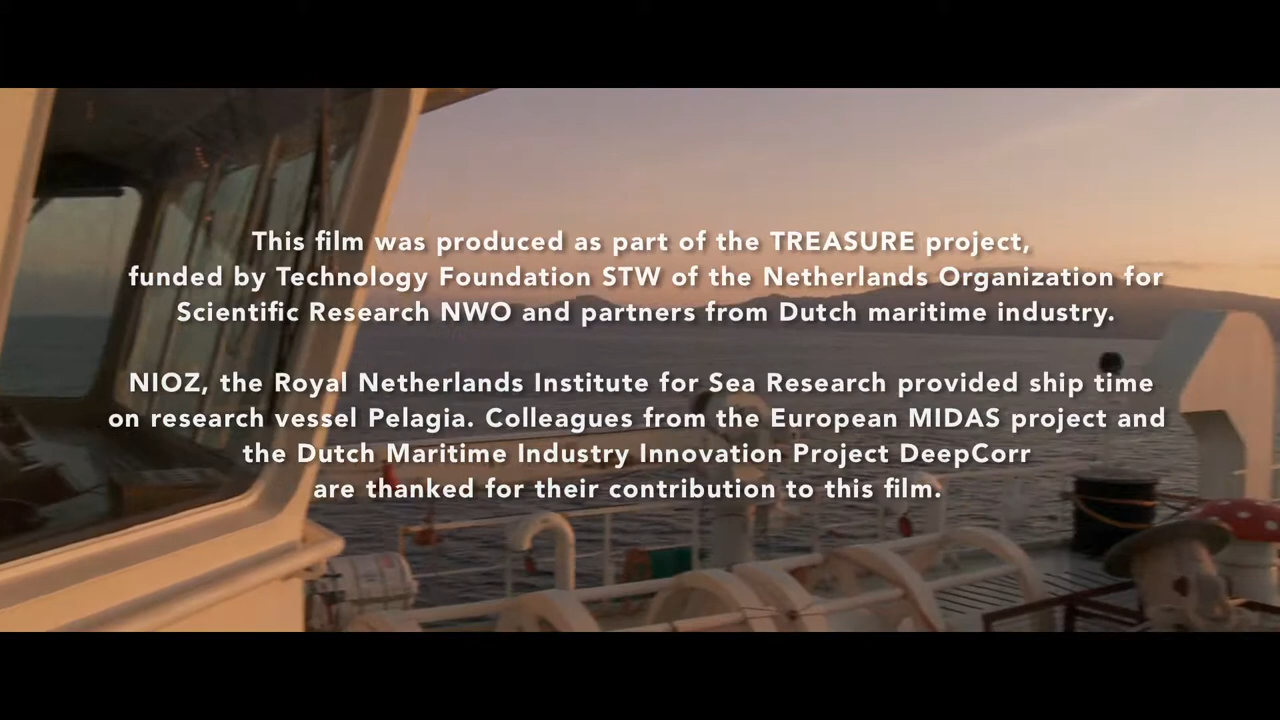 This film was produced as part of the TREASURE project,
funded by Technology Foundation STW of the Netherlands Organization for
Scientific Research NWO and partners from Dutch maritime industry.
NIOZ, the Royal Netherlands Institute for Sea Research provided ship time
on research vessel Pelagia. Colleagues from the European MIDAS project and
the Dutch Maritime Industry Innovation Project DeepCorr
are thanked for their contribution to this film.